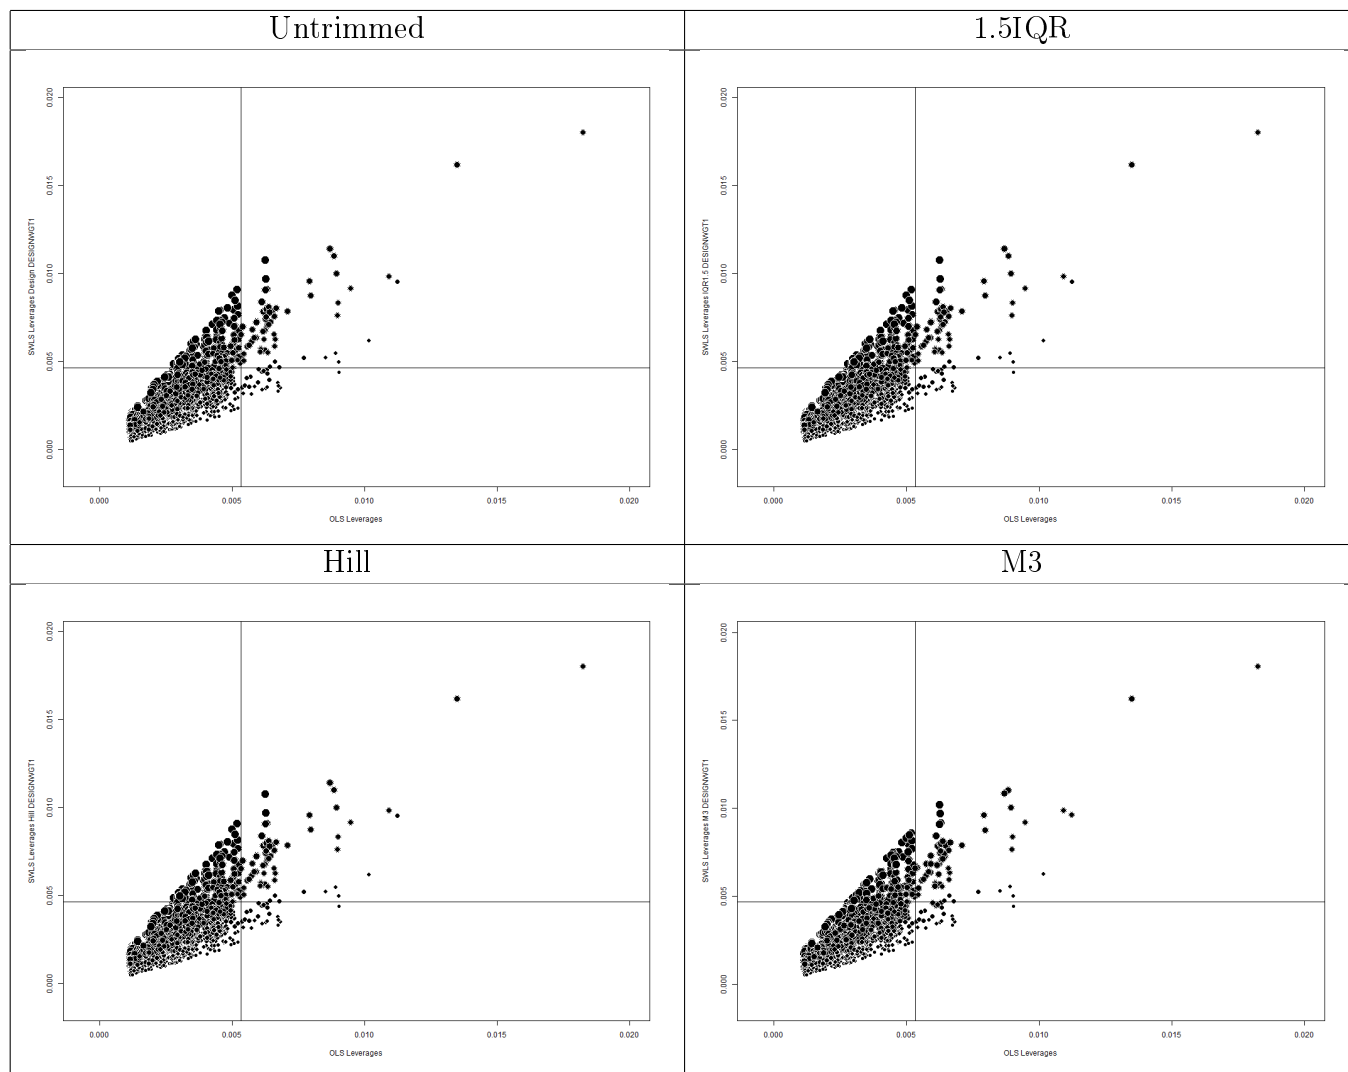 Untrimmed
1.5IQR
SWLS Leverages Design DESIGNWGT1
0.020
0.015
0.010
0.005
0.000
0.000 0.005 0.010 0.015 0.020
OLS Leverages
SWLS Leverages IQR1.5 DESIGNWGT1
0.020
0.015
0.010
0.005
0.000
0.000 0.005 0.010 0.015 0.020
OLS Leverages
Hill
M3
SWLS Leverages Hill DESIGNWGT1
0.020
0.015
0.010
0.005
0.000
0.000 0.005 0.010 0.015 0.020
OLS Leverages
SWLS Leverages M3 DESIGNWGT1
0.020
0.015
0.010
0.005
0.000
0.000 0.005 0.010 0.015 0.020
OLS Leverages